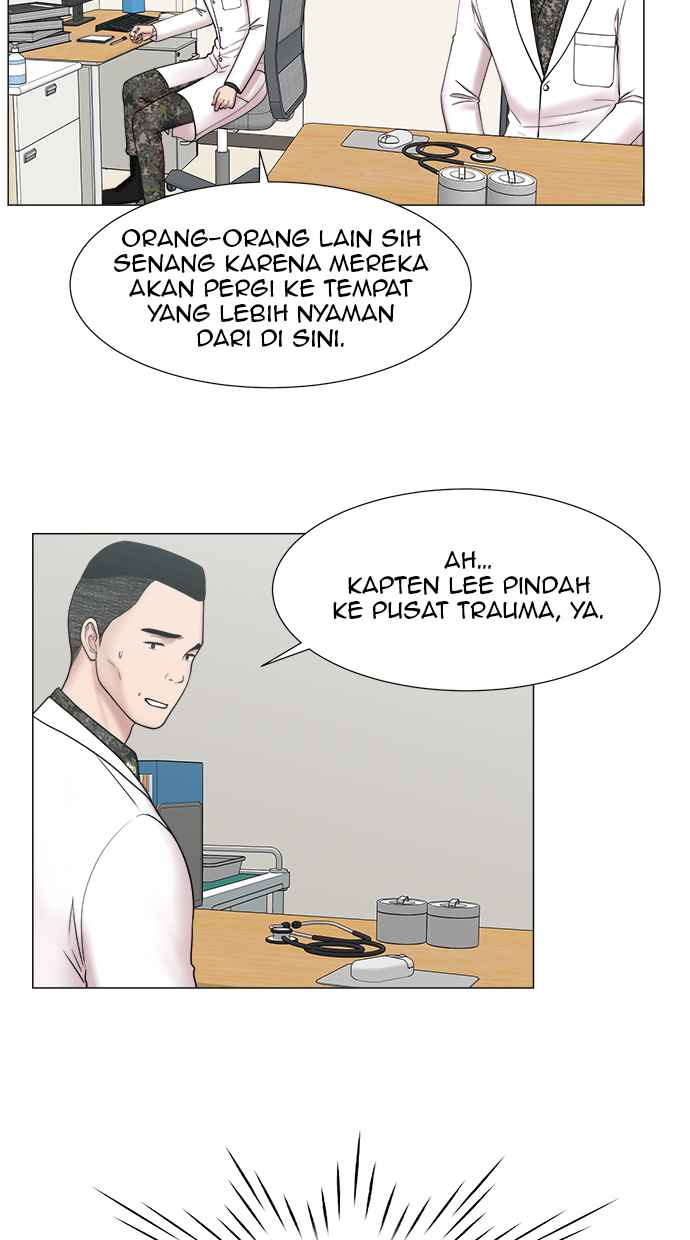 ORANG-ORANG LAIN SIH
SENANG KARENA MEREKA
AKAN PERGI KE TEMPAT
YANG LEBIH NYAMAN
DARI DI SINI.
AH...
KAPTEN LEE PINDAH
KE PUSAT TRAUMA, YA.